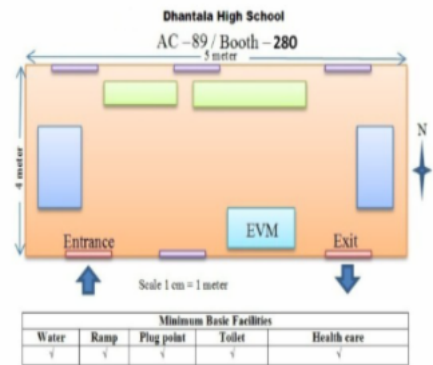 Dhantala High School
AC –89 / Booth – 280
5 meter
4 meter
N
EVM
Entrance
Exit
Scale 1 cm = 1 meter
Minimum Basic Facilities
Water Ramp Plug point Toilet Health care
√ √ √ √ √